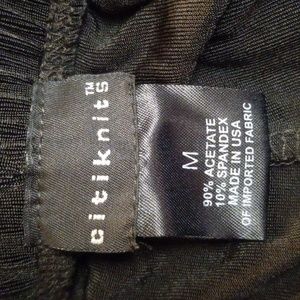 citiknits™
M
90% ACETATE
10% SPANDEX
MADE IN USA
OF IMPORTED FABRIC